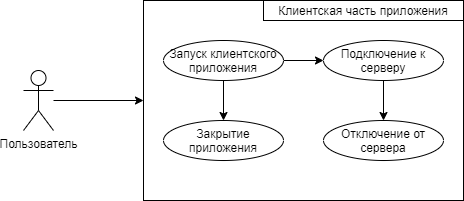 Клиентская часть приложения
Запуск клиентского
приложения
Подключение к
серверу
Пользователь
Закрытие
приложения
Отключение от
сервера